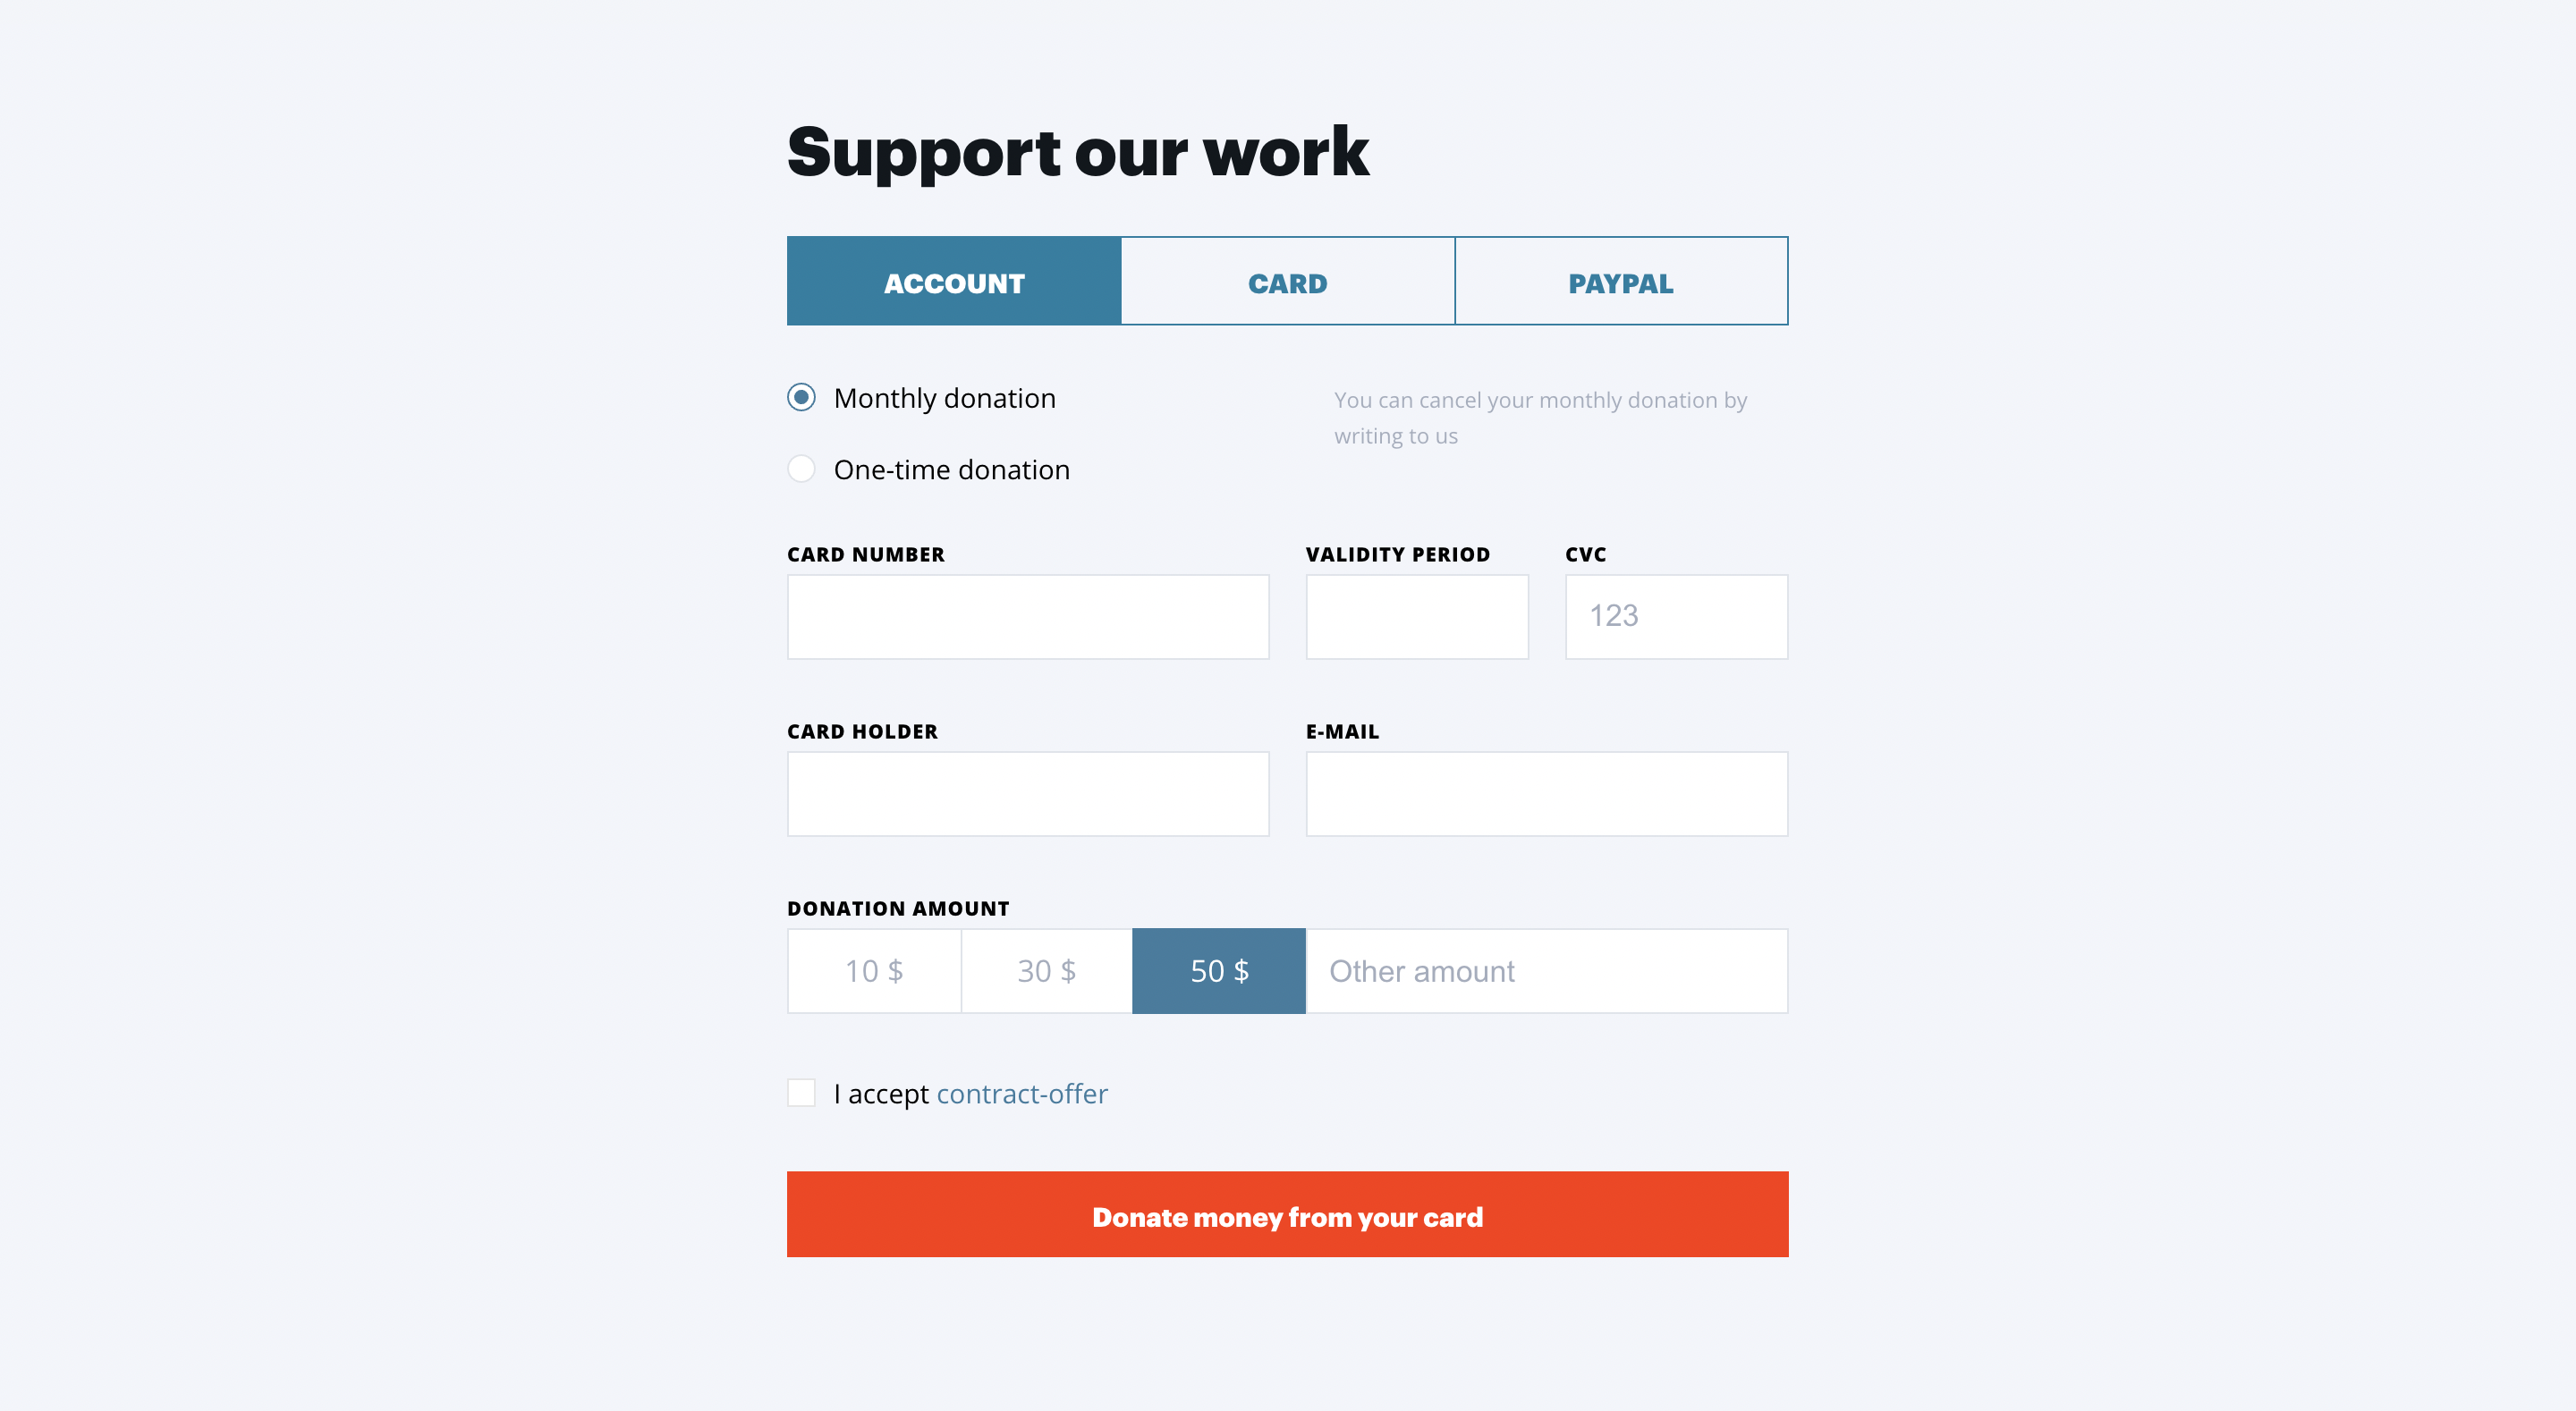 Support our work
ACCOUNT
CARD
PAYPAL
Monthly donation
You can cancel your monthly donation by
writing to us
One-time donation
CARD NUMBER
VALIDITY PERIOD
CVC
123
CARD HOLDER
E-MAIL
DONATION AMOUNT
10 $
30 $
50 $
Other amount
I accept contract-offer
Donate money from your card